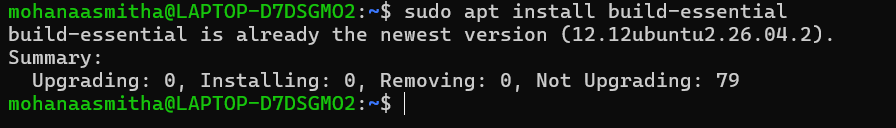 mohanaasmitha@LAPTOP-D7DSGMO2:~$ sudo apt install build-essential
build-essential is already the newest version (12.12ubuntu2.26.04.2).
Summary:
  Upgrading: 0, Installing: 0, Removing: 0, Not Upgrading: 79
mohanaasmitha@LAPTOP-D7DSGMO2:~$